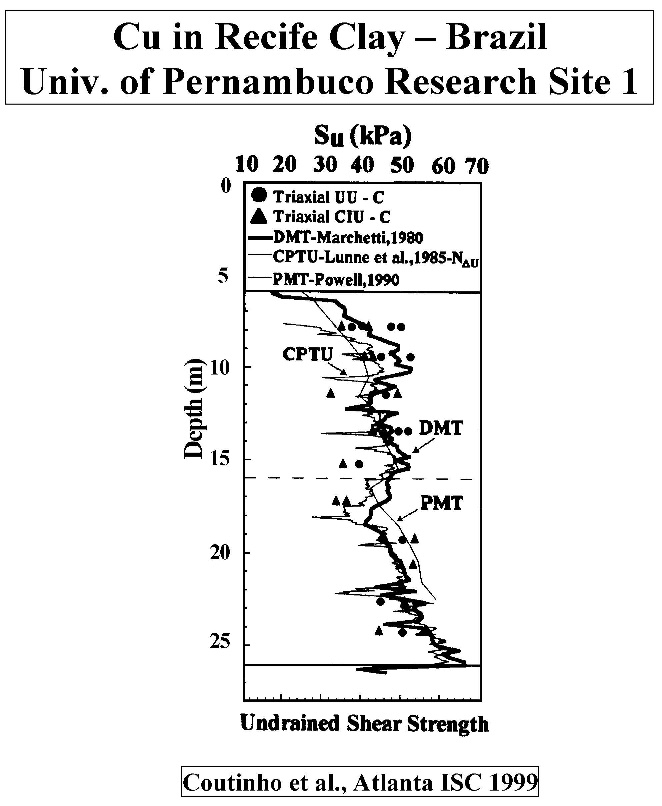 Cu in Recife Clay – Brazil
Univ. of Pernambuco Research Site 1
Su (kPa)
10 20 30 40 50 60 70
0
Triaxial UU - C
Triaxial CIU - C
DMT-Marchetti,1980
CPTU-Lunne et al.,1985-NΔU
5
PMT-Powell,1990
CPTU
10
Depth (m)
DMT
15
PMT
20
25
Undrained Shear Strength
Coutinho et al., Atlanta ISC 1999